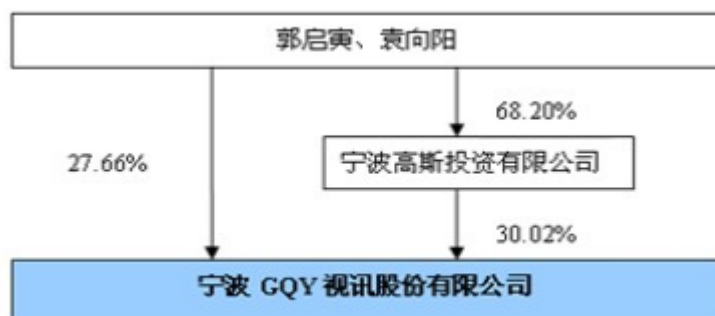 郭启寅、袁向阳
68.20%
27.66%
宁波高斯投资有限公司
30.02%
宁波 GQY 视讯股份有限公司